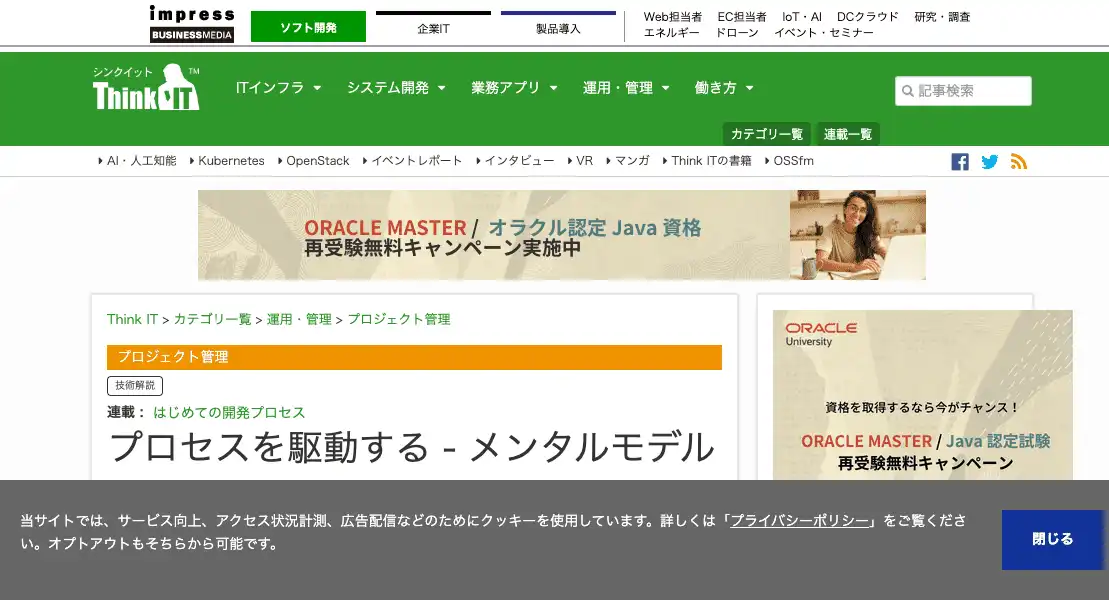 impress
BUSINESS MEDIA
ソフト開発
企業IT
製品導入
Web担当者 EC担当者 IoT・AI DCクラウド 研究・調査
エネルギー ドローン イベント・セミナー
シンクイット TM
Think IT
ITインフラ システム開発 業務アプリ 運用・管理 働き方
記事検索
カテゴリ一覧 連載一覧
AI・人工知能 Kubernetes OpenStack イベントレポート インタビュー VR マンガ Think ITの書籍 OSSfm
ORACLE MASTER / オラクル認定 Java 資格
再受験無料キャンペーン実施中
Think IT > カテゴリ一覧 > 運用・管理 > プロジェクト管理
プロジェクト管理
技術解説
連載： はじめての開発プロセス
プロセスを駆動する - メンタルモデル
ORACLE
University
資格を取得するなら今がチャンス！
ORACLE MASTER / Java 認定試験
再受験無料キャンペーン
当サイトでは、サービス向上、アクセス状況計測、広告配信などのためにクッキーを使用しています。詳しくは「プライバシーポリシー」をご覧くださ
い。オプトアウトもそちらから可能です。
閉じる